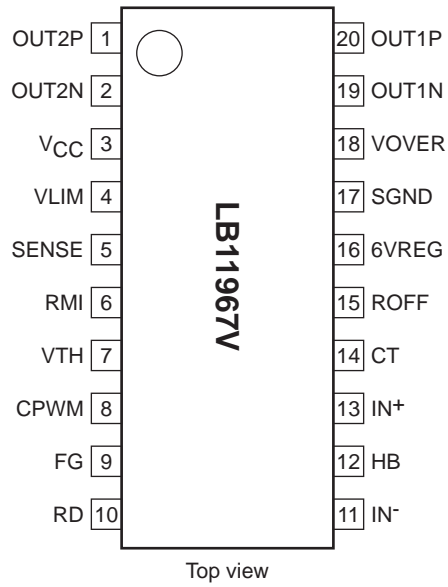 OUT2P 1 20 OUT1P
OUT2N 2 19 OUT1N
VCC 3 18 VOVER
VLIM 4 17 SGND
SENSE 5 16 6VREG
RMI 6 15 ROFF
VTH 7 14 CT
CPWM 8 13 IN+
FG 9 12 HB
RD 10 11 IN-
LB11967V
Top view